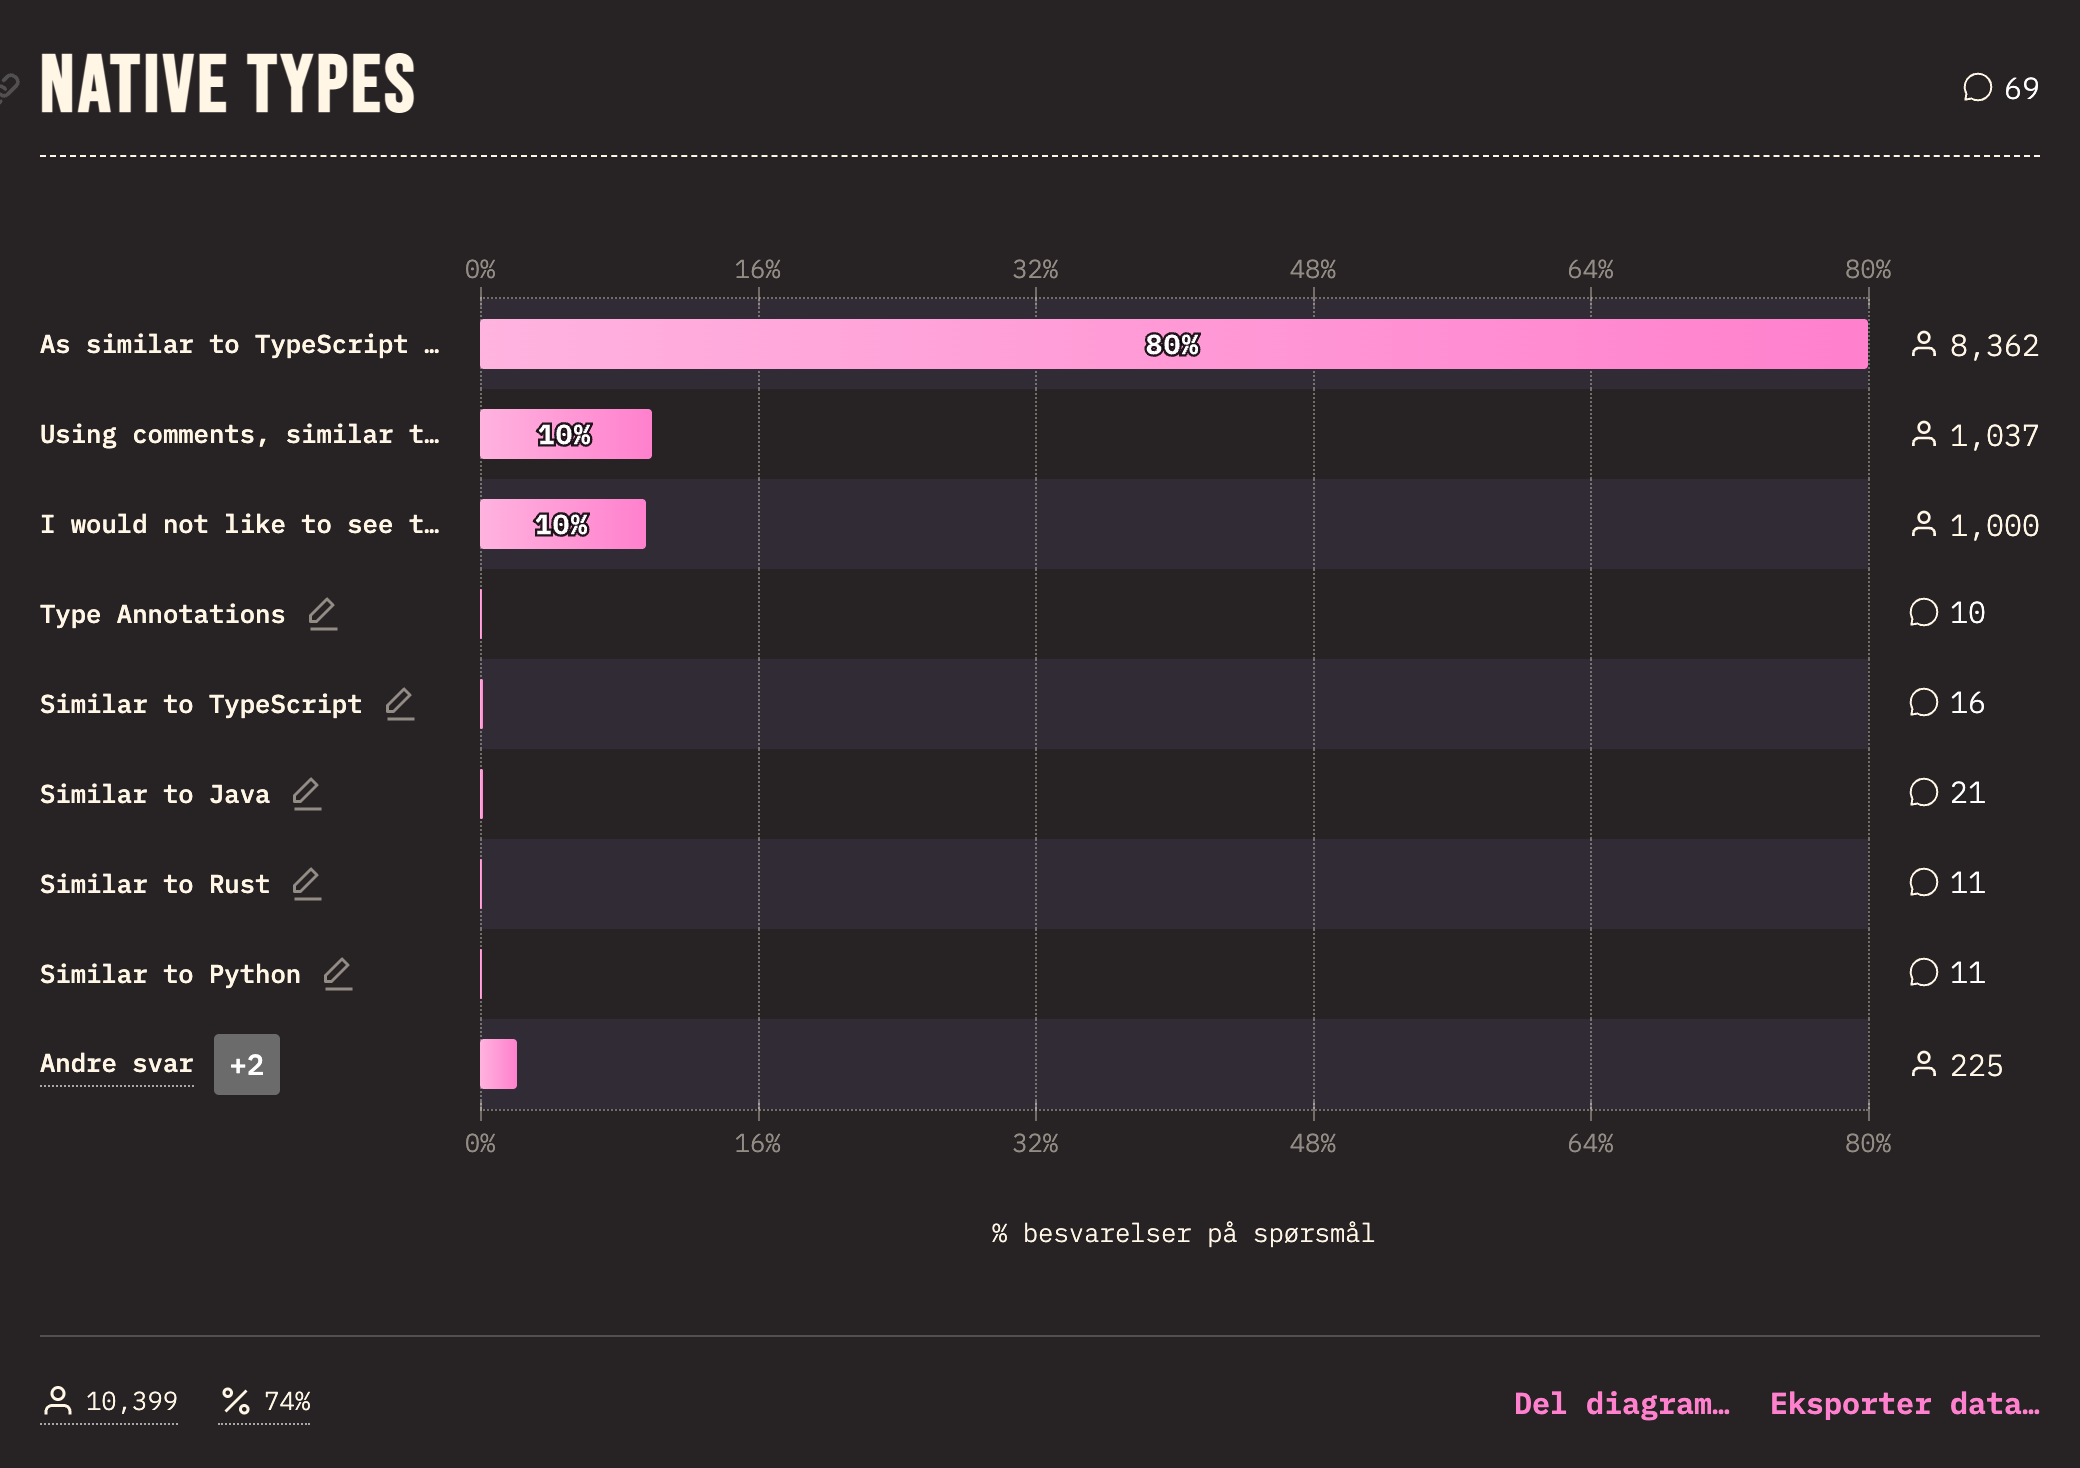 NATIVE TYPES
69
0% 16% 32% 48% 64% 80%
As similar to TypeScript … 80% 8,362
Using comments, similar t… 10% 1,037
I would not like to see t… 10% 1,000
Type Annotations 10
Similar to TypeScript 16
Similar to Java 21
Similar to Rust 11
Similar to Python 11
Andre svar +2 225
0% 16% 32% 48% 64% 80%
% besvarelser på spørsmål
10,399 % 74% Del diagram… Eksporter data…